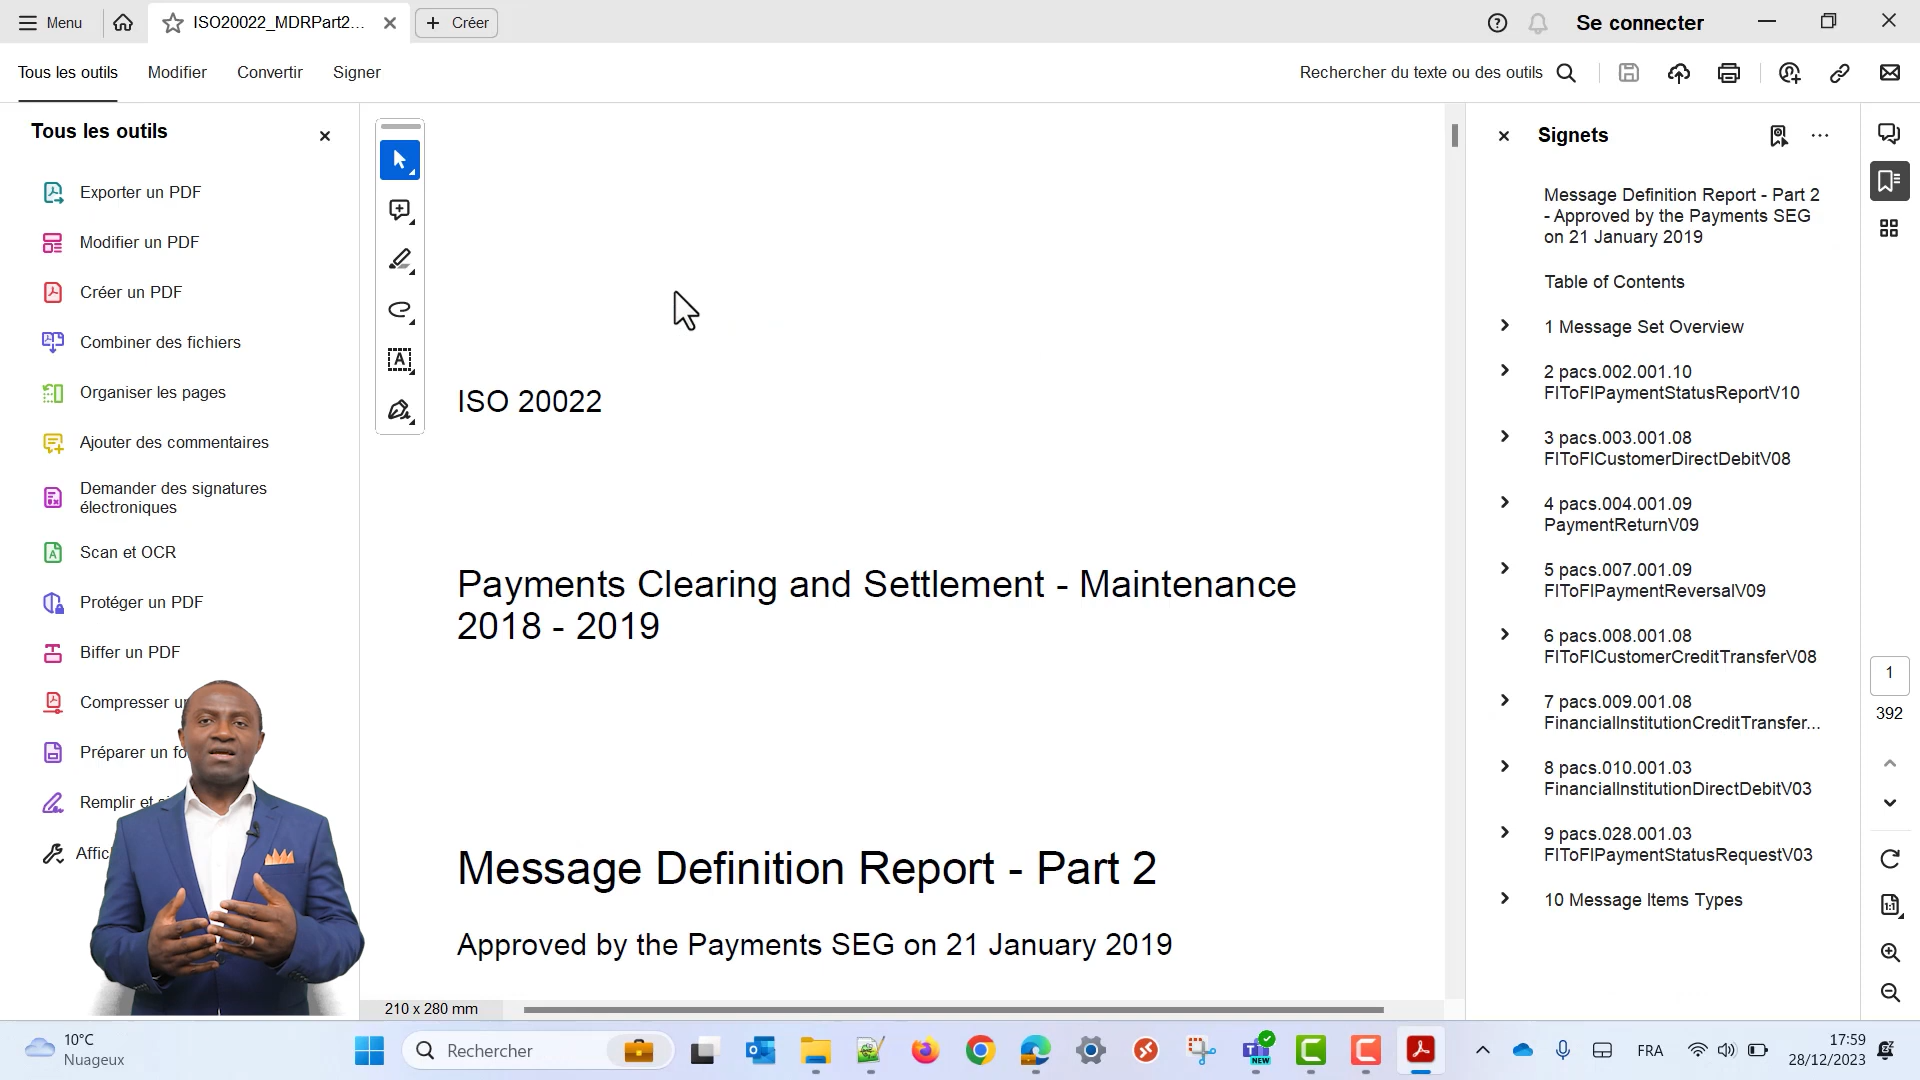 Menu
ISO20022_MDRPart2...
Créer
Se connecter
Tous les outils
Modifier
Convertir
Signer
Rechercher du texte ou des outils
Tous les outils
Exporter un PDF
Modifier un PDF
Créer un PDF
Combiner des fichiers
Organiser les pages
Ajouter des commentaires
Demander des signatures
électroniques
Scan et OCR
Protéger un PDF
Biffer un PDF
Compresser
Préparer un
Remplir et
ISO 20022
Payments Clearing and Settlement - Maintenance
2018 - 2019
Message Definition Report - Part 2
Approved by the Payments SEG on 21 January 2019
210 x 280 mm
Signets
Message Definition Report - Part 2
- Approved by the Payments SEG
on 21 January 2019
Table of Contents
1 Message Set Overview
2 pacs.002.001.10
FIToFIPaymentStatusReportV10
3 pacs.003.001.08
FIToFICustomerDirectDebitV08
4 pacs.004.001.09
PaymentReturnV09
5 pacs.007.001.09
FIToFIPaymentReversalV09
6 pacs.008.001.08
FIToFICustomerCreditTransferV08
7 pacs.009.001.08
FinancialInstitutionCreditTransfer...
8 pacs.010.001.03
FinancialInstitutionDirectDebitV03
9 pacs.028.001.03
FIToFIPaymentStatusRequestV03
10 Message Items Types
1
392
1:1
10°C
Nuageux
Rechercher
NEW
FRA
17:59
28/12/2023